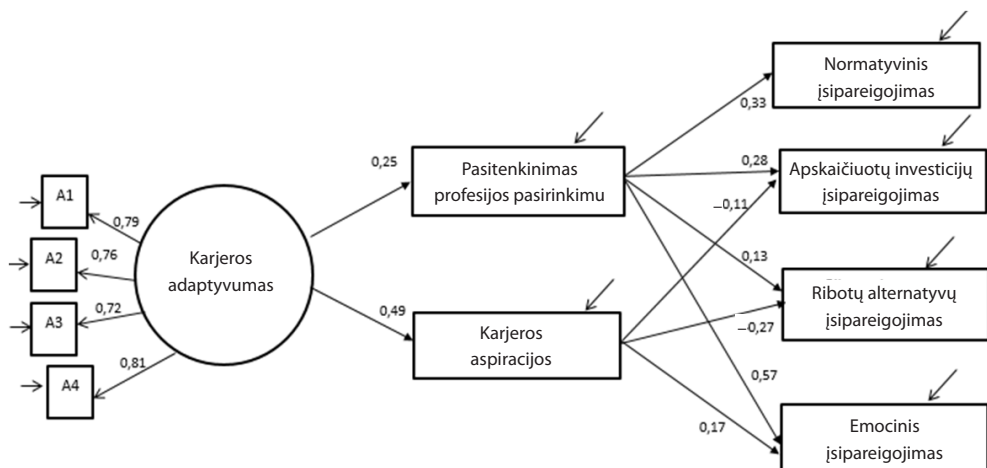 A1
A2
A3
A4
0,79
0,76
0,72
0,81
Karjeros
adaptyvumas
0,25
0,49
Pasitenkinimas
profesijos pasirinkimu
Karjeros
aspiracijos
0,33
0,28
–0,11
0,13
–0,27
0,57
0,17
Normatyvinis
įsipareigojimas
Apskaičiuotų investicijų
įsipareigojimas
Ribotų alternatyvų
įsipareigojimas
Emocinis
įsipareigojimas